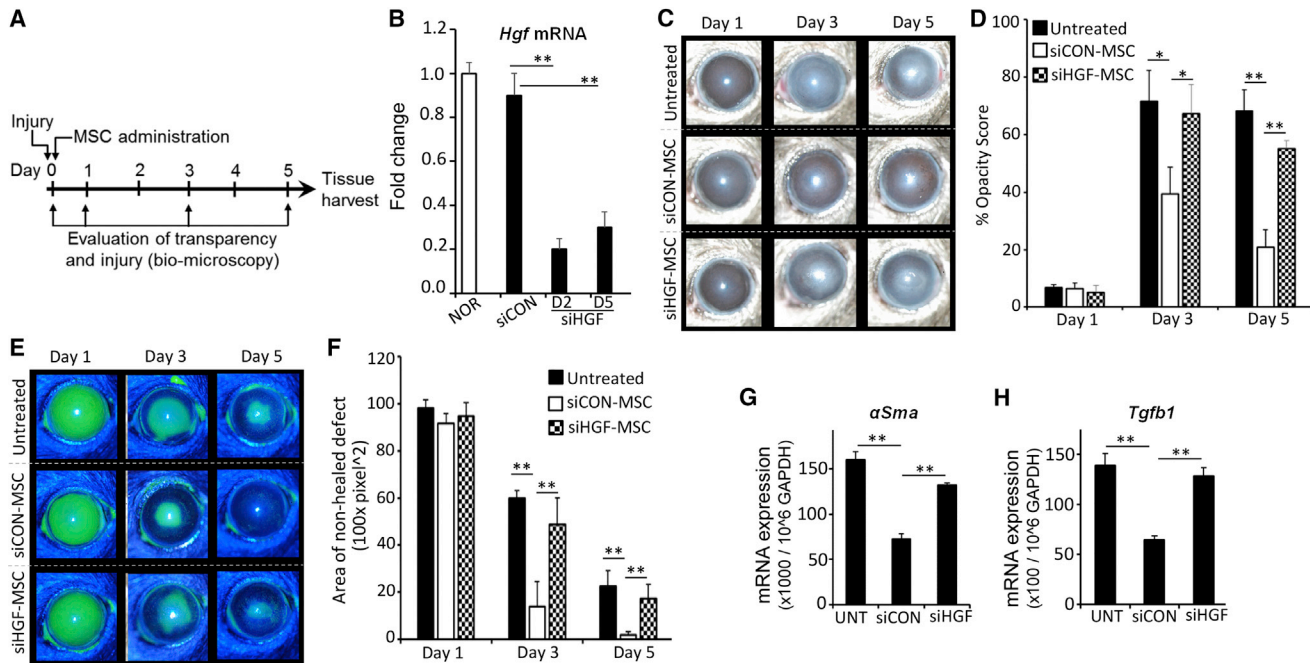 A
Injury
MSC administration
Day 0 1 2 3 4 5
Tissue
harvest
Evaluation of transparency
and injury (bio-microscopy)
B
Hgf mRNA
**
**
Fold change
1.2
1.0
0.8
0.6
0.4
0.2
0.0
NOR siCON D2 D5
siHGF
C
Day 1 Day 3 Day 5
Untreated
siCON-MSC
siHGF-MSC
D
Untreated
siCON-MSC
siHGF-MSC
* * ** **
% Opacity Score
100
80
60
40
20
0
Day 1 Day 3 Day 5
E
Day 1 Day 3 Day 5
Untreated
siCON-MSC
siHGF-MSC
F
Untreated
siCON-MSC
siHGF-MSC
** ** ** **
Area of non-healed defect
(100x pixel^2)
120
100
80
60
40
20
0
Day 1 Day 3 Day 5
G
αSma
** **
mRNA expression
(x1000 / 10^6 GAPDH)
150
100
50
0
UNT siCON siHGF
H
Tgfb1
** **
mRNA expression
(x100 / 10^6 GAPDH)
150
100
50
0
UNT siCON siHGF